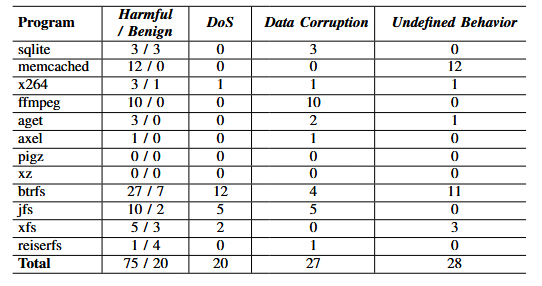 Program Harmful / Benign DoS Data Corruption Undefined Behavior
sqlite 3 / 3 0 3 0
memcached 12 / 0 0 0 12
x264 3 / 1 1 1 1
ffmpeg 10 / 0 0 10 0
aget 3 / 0 0 2 1
axel 1 / 0 0 1 0
pigz 0 / 0 0 0 0
xz 0 / 0 0 0 0
btrfs 27 / 7 12 4 11
jfs 10 / 2 5 5 0
xfs 5 / 3 2 0 3
reiserfs 1 / 4 0 1 0
Total 75 / 20 20 27 28